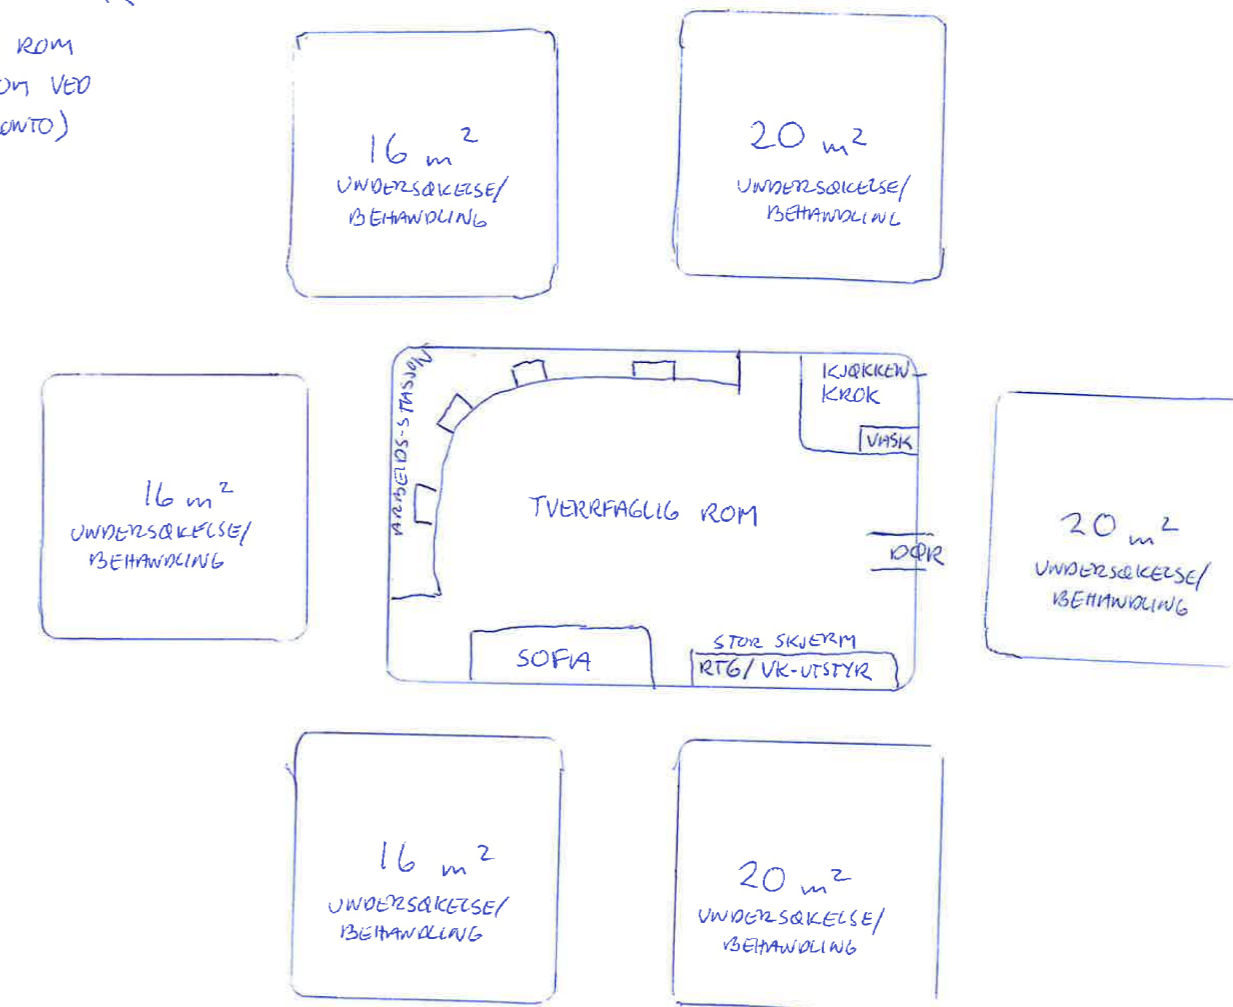 ROM
VED
16 m²
UNDERSØKELSE/
BEHANDLING
20 m²
UNDERSØKELSE/
BEHANDLING
16 m²
UNDERSØKELSE/
BEHANDLING
ARBEIDS-STASJON
KJØKKEN-
KROK
VASK
TVERRFAGLIG ROM
DØR
SOFA
STOR SKJERM
RTG/VK-UTSTYR
20 m²
UNDERSØKELSE/
BEHANDLING
16 m²
UNDERSØKELSE/
BEHANDLING
20 m²
UNDERSØKELSE/
BEHANDLING